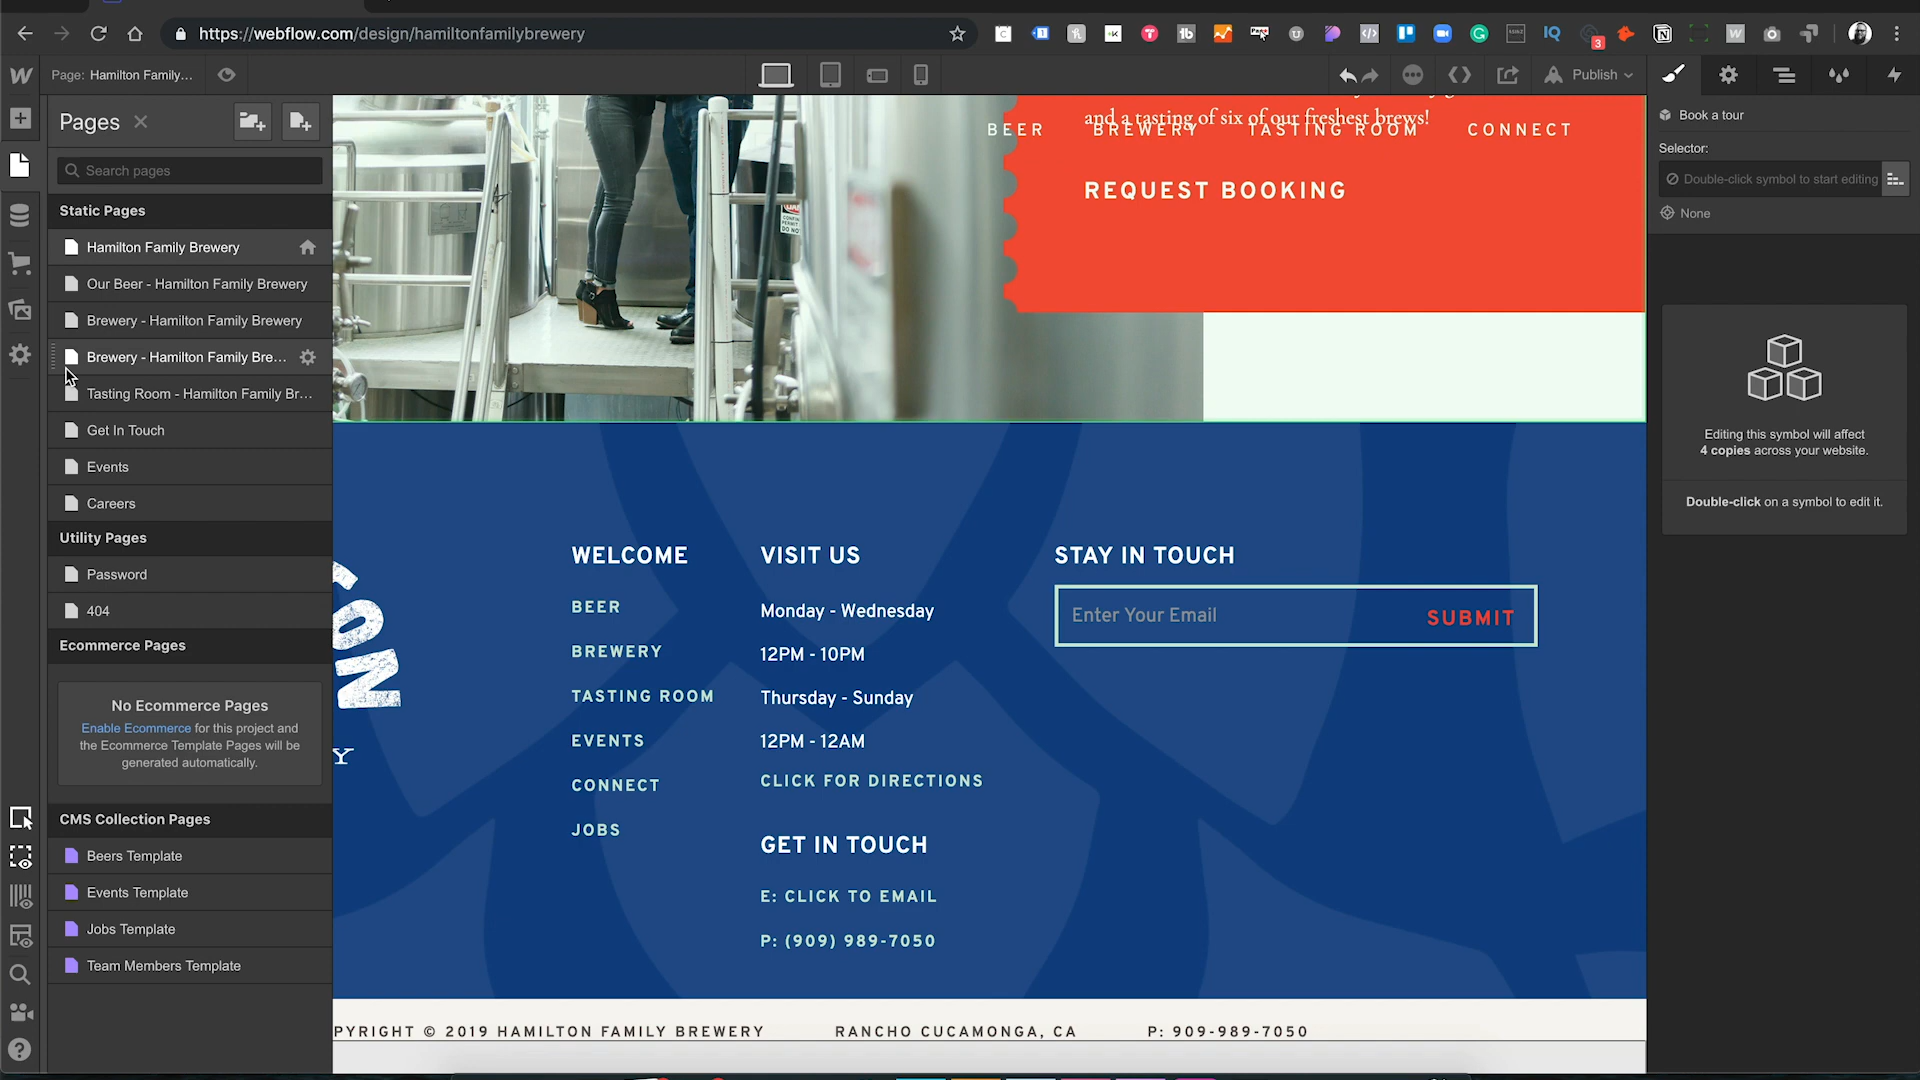 https://webflow.com/design/hamiltonfamilybrewery
3
Page: Hamilton Family...
Publish
Pages
Search pages
Static Pages
Hamilton Family Brewery
Our Beer - Hamilton Family Brewery
Brewery - Hamilton Family Brewery
Brewery - Hamilton Family Bre...
Tasting Room - Hamilton Family Br...
Get In Touch
Events
Careers
Utility Pages
Password
404
Ecommerce Pages
No Ecommerce Pages
Enable Ecommerce for this project and
the Ecommerce Template Pages will be
generated automatically.
CMS Collection Pages
Beers Template
Events Template
Jobs Template
Team Members Template
and a tasting of six of our freshest brews!
BEER BREWERY TASTING ROOM CONNECT
REQUEST BOOKING
WELCOME
BEER
BREWERY
TASTING ROOM
EVENTS
CONNECT
JOBS
VISIT US
Monday - Wednesday
12PM - 10PM
Thursday - Sunday
12PM - 12AM
CLICK FOR DIRECTIONS
GET IN TOUCH
E: CLICK TO EMAIL
P: (909) 989-7050
STAY IN TOUCH
Enter Your Email
SUBMIT
PYRIGHT © 2019 HAMILTON FAMILY BREWERY RANCHO CUCAMONGA, CA P: 909-989-7050
Book a tour
Selector:
Double-click symbol to start editing
None
Editing this symbol will affect
4 copies across your website.
Double-click on a symbol to edit it.